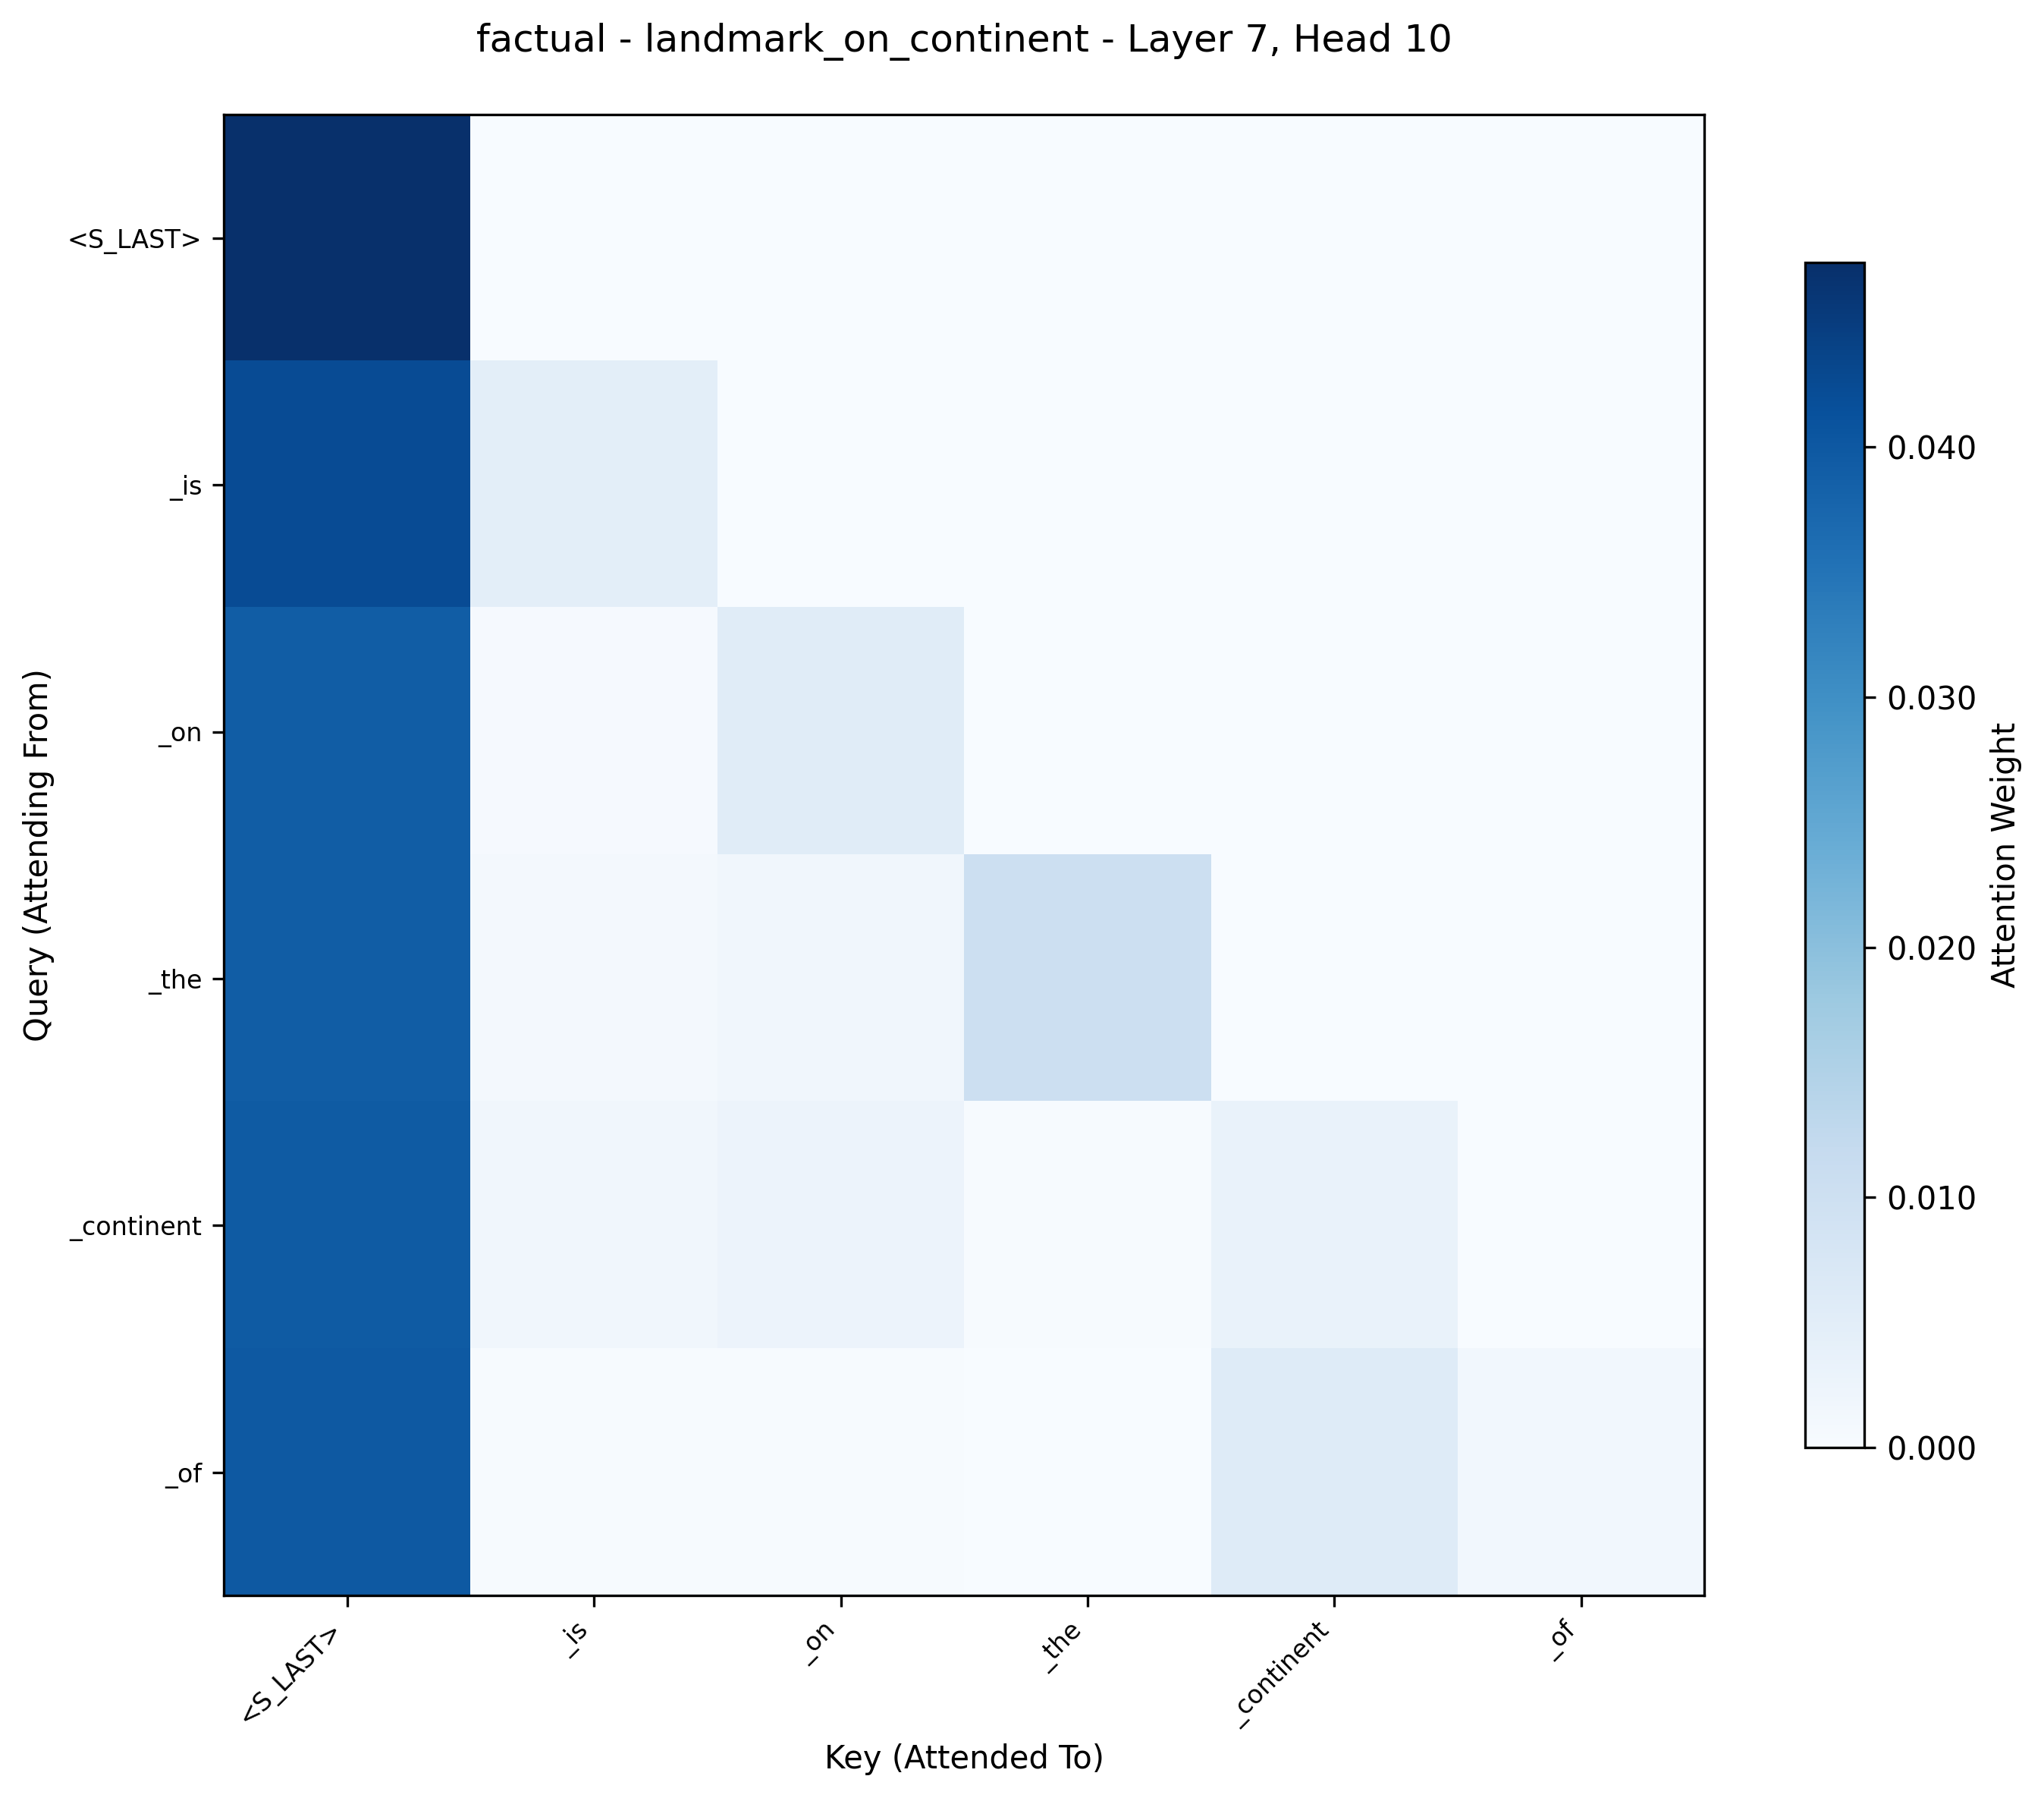 factual - landmark_on_continent - Layer 7, Head 10
Query (Attending From)
<S_LAST>
_is
_on
_the
_continent
_of
<S_LAST>
_is
_on
_the
_continent
_of
Key (Attended To)
0.040
0.030
0.020
0.010
0.000
Attention Weight